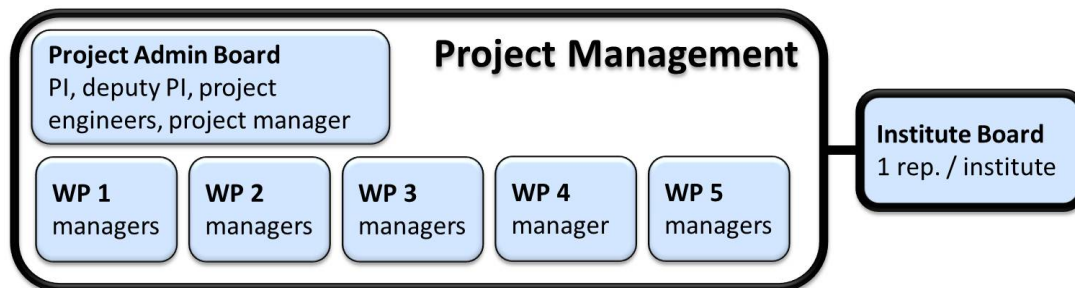 Project Management
Project Admin Board
PI, deputy PI, project
engineers, project manager
WP 1
managers
WP 2
managers
WP 3
managers
WP 4
manager
WP 5
managers
Institute Board
1 rep. / institute